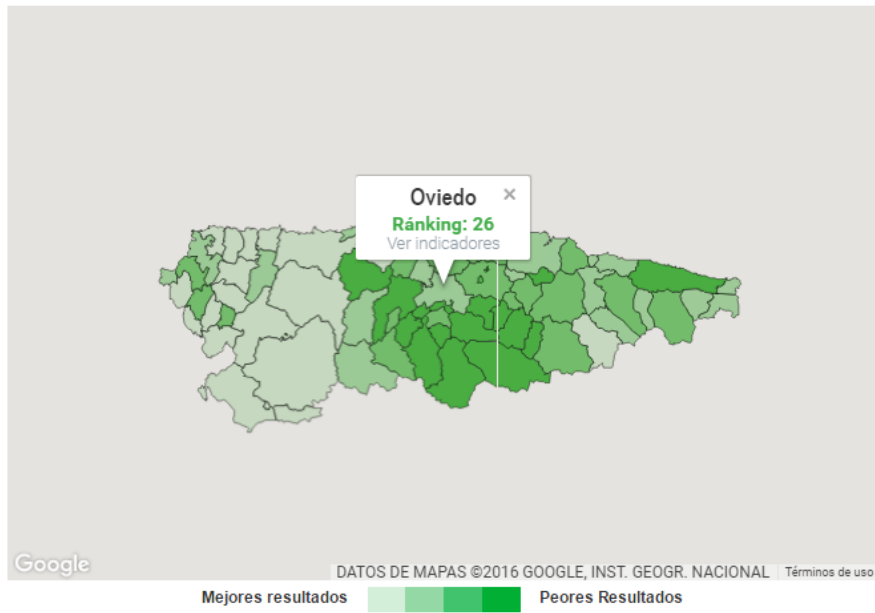 Oviedo ×
Ránking: 26
Ver indicadores
Google
DATOS DE MAPAS ©2016 GOOGLE, INST. GEOGR. NACIONAL Términos de uso
Mejores resultados Peores Resultados